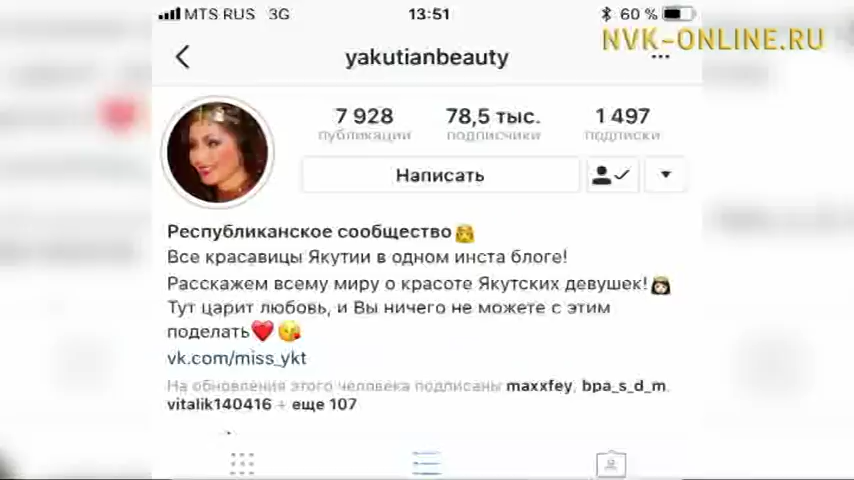 MTS RUS 3G 13:51 60 %
NVK-ONLINE.RU
yakutianbeauty
7 928 78,5 тыс. 1 497
публикации подписчики подписки
Написать
Республиканское сообщество
Все красавицы Якутии в одном инста блоге!
Расскажем всему миру о красоте Якутских девушек!
Тут царит любовь, и Вы ничего не можете с этим
поделать
vk.com/miss_ykt
На обновления этого человека подписаны maxxfey, bpa_s_d_m,
vitalik140416 + еще 107